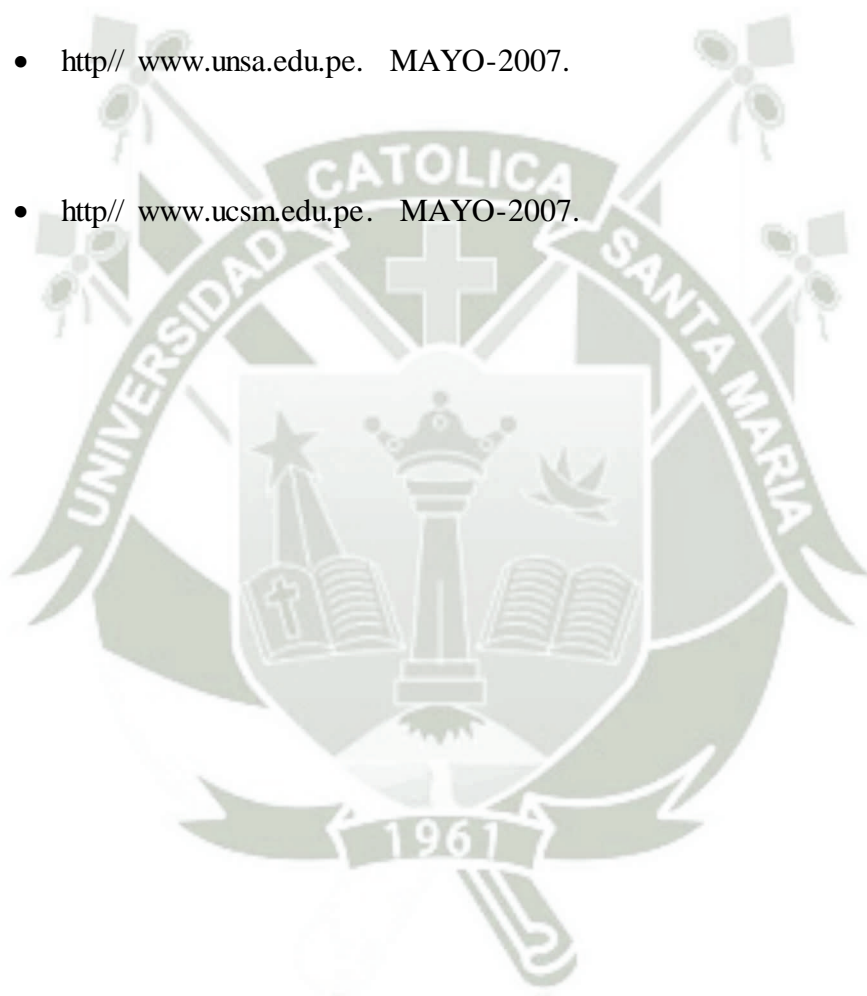 • http// www.unsa.edu.pe. MAYO-2007.
CATOLICA
• http// www.ucsm.edu.pe. MAYO-2007.
UNIVERSIDAD
SANTA MARIA
1961